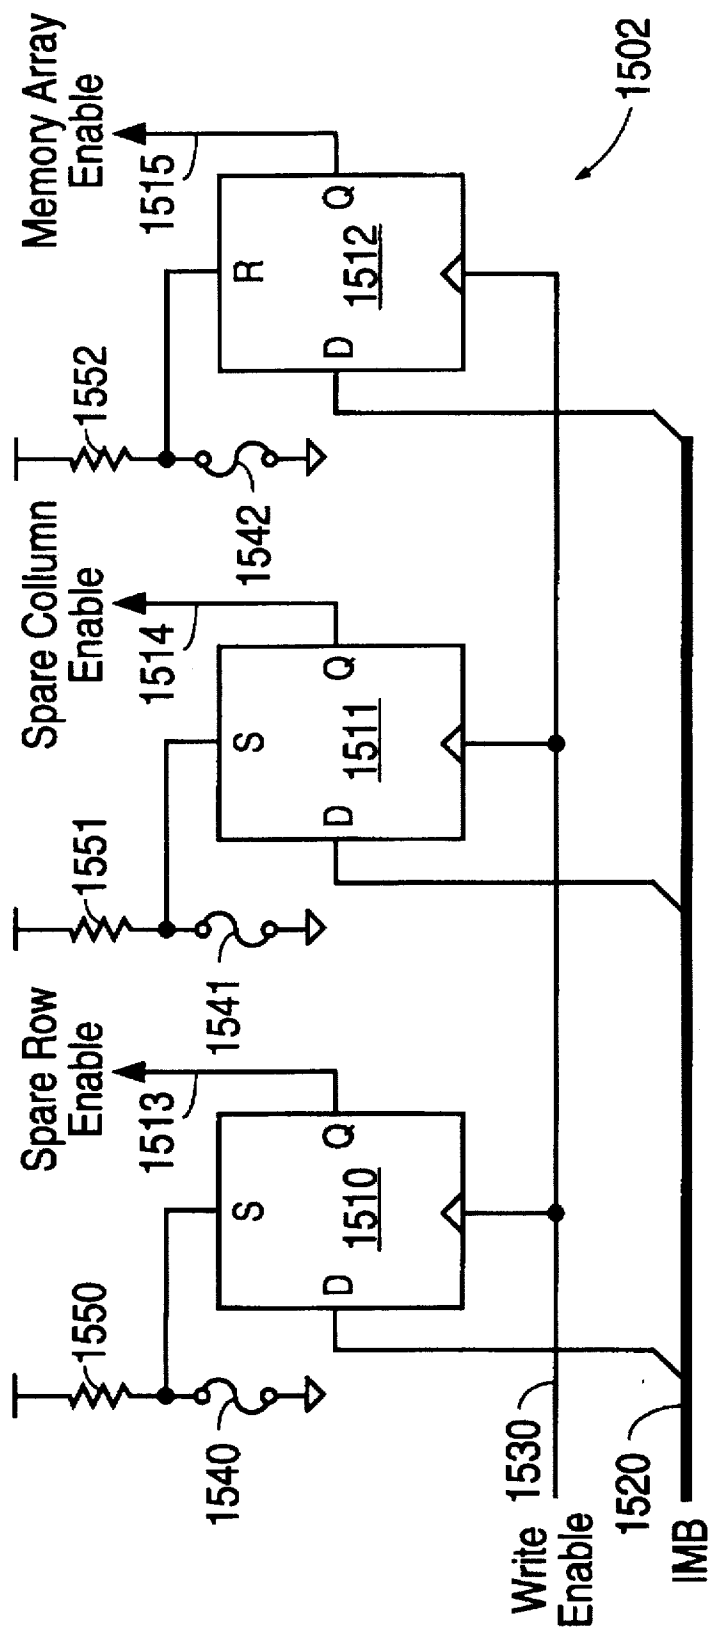 Spare Row
Enable
Spare Collumn
Enable
Memory Array
Enable
1550
1513
1551
1514
1552
1515
1540
S
D
Q
1510
1541
S
D
Q
1511
1542
R
D
Q
1512
Write
Enable
1530
1520
IMB
1502